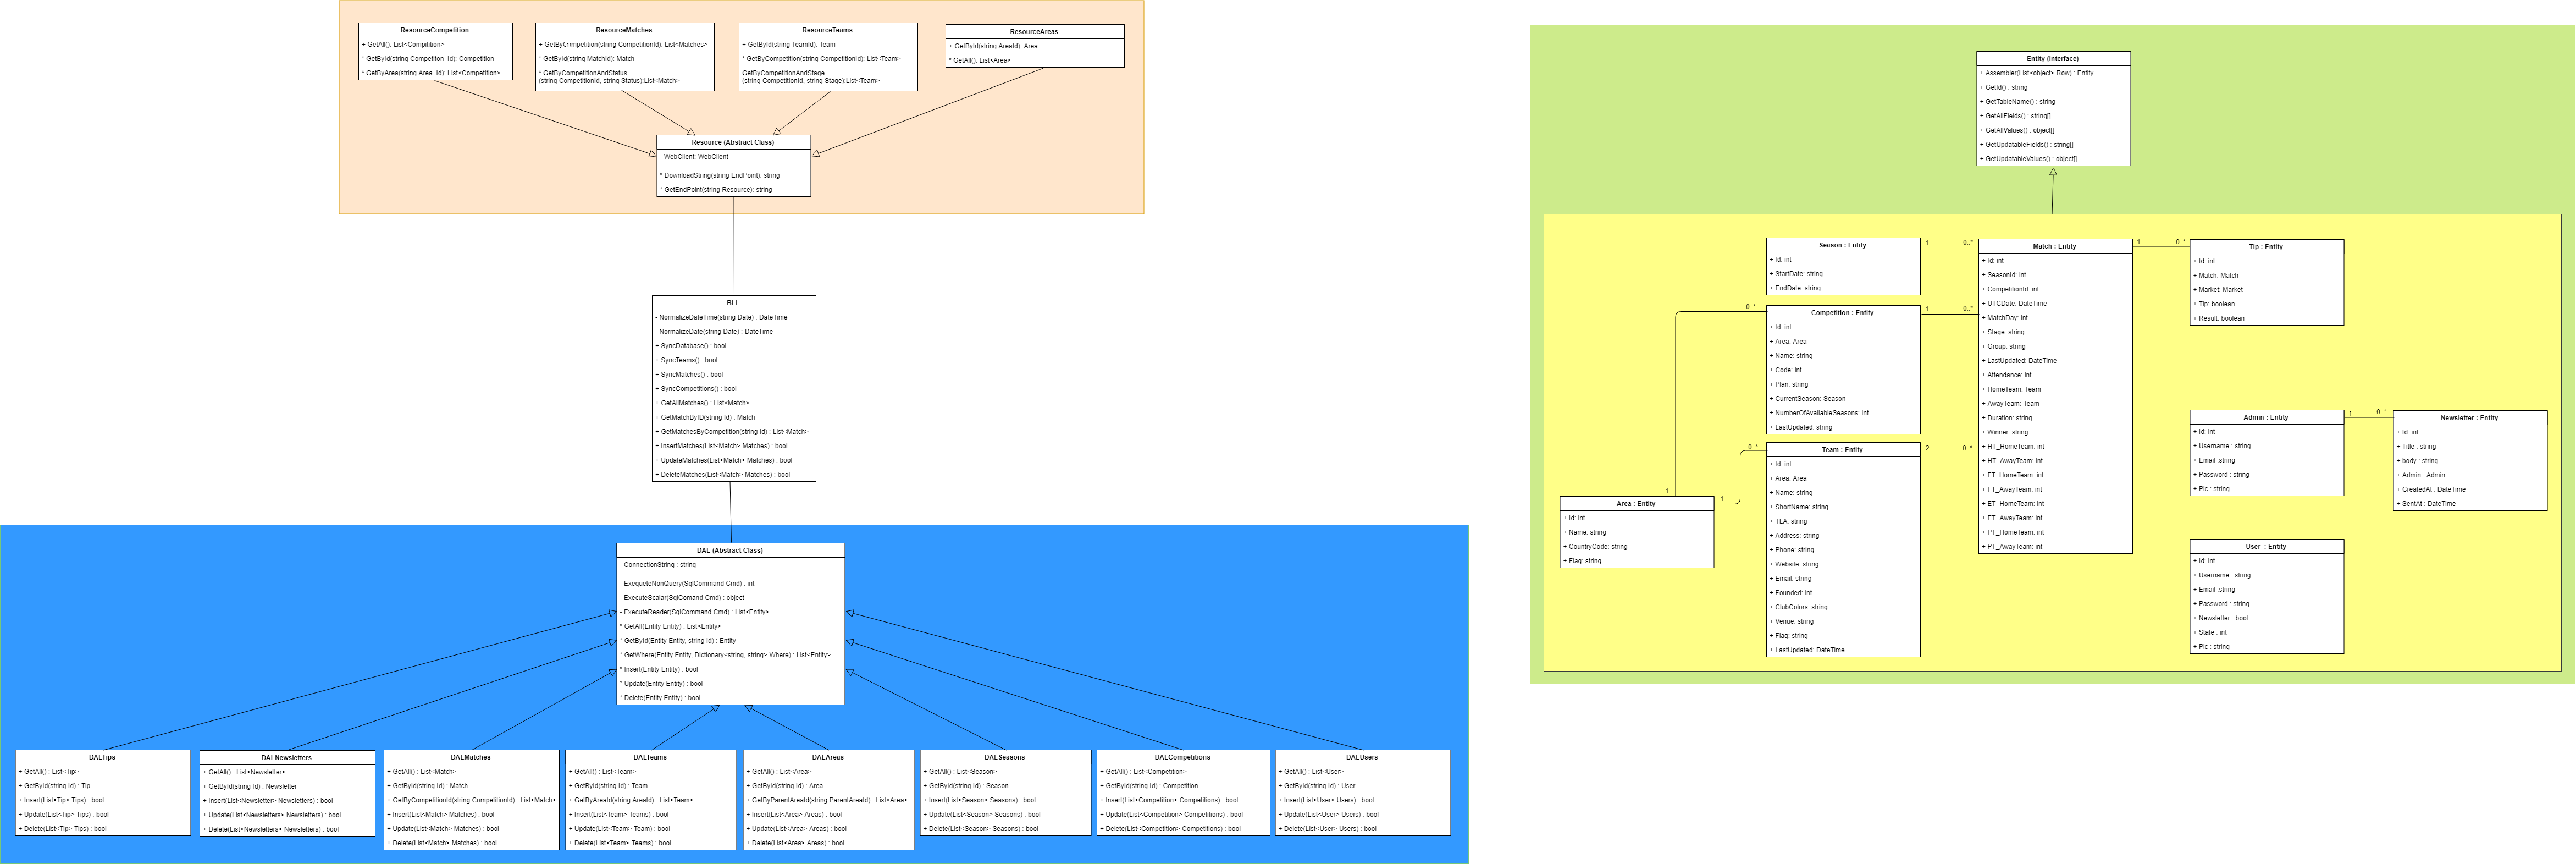 ResourceCompetition
+ GetAll(): List<Compitition>
* GetById(string Competiton_Id): Competition
* GetByArea(string Area_Id): List<Competition>
ResourceMatches
+ GetByCompetition(string CompetitionId): List<Matches>
* GetById(string MatchId): Match
* GetByCompetitionAndStatus
(string CompetitionId, string Status):List<Match>
ResourceTeams
+ GetById(string TeamId): Team
* GetByCompetition(string CompetitionId): List<Team>
GetByCompetitionAndStage
(string CompetitionId, string Stage):List<Team>
ResourceAreas
+ GetById(string AreaId): Area
* GetAll(): List<Area>
Resource (Abstract Class)
- WebClient: WebClient
* DownloadString(string EndPoint): string
* GetEndPoint(string Resource): string
BLL
- NormalizeDateTime(string Date) : DateTime
- NormalizeDate(string Date) : DateTime
+ SyncDatabase() : bool
+ SyncTeams() : bool
+ SyncMatches() : bool
+ SyncCompetitions() : bool
+ GetAllMatches() : List<Match>
+ GetMatchByID(string Id) : Match
+ GetMatchesByCompetition(string Id) : List<Match>
+ InsertMatches(List<Match> Matches) : bool
+ UpdateMatches(List<Match> Matches) : bool
+ DeleteMatches(List<Match> Matches) : bool
DAL (Abstract Class)
- ConnectionString : string
- ExequteNonQuery(SqlCommand Cmd) : int
- ExecuteScalar(SqlComand Cmd) : object
- ExecuteReader(SqlCommand Cmd) : List<Entity>
* GetAll(Entity Entity) : List<Entity>
* GetById(Entity Entity, string Id) : Entity
* GetWhere(Entity Entity, Dictionary<string, string> Where) : List<Entity>
* Insert(Entity Entity) : bool
* Update(Entity Entity) : bool
* Delete(Entity Entity) : bool
DALTips
+ GetAll() : List<Tip>
+ GetById(string Id) : Tip
+ Insert(List<Tip> Tips) : bool
+ Update(List<Tip> Tips) : bool
+ Delete(List<Tip> Tips) : bool
DALNewsletters
+ GetAll() : List<Newsletter>
+ GetById(string Id) : Newsletter
+ Insert(List<Newsletter> Newsletters) : bool
+ Update(List<Newsletters> Newsletters) : bool
+ Delete(List<Newsletters> Newsletters) : bool
DALMatches
+ GetAll() : List<Match>
+ GetById(string Id) : Match
+ GetByCompetitionId(string CompetitionId) : List<Match>
+ Insert(List<Match> Matches) : bool
+ Update(List<Match> Matches) : bool
+ Delete(List<Match> Matches) : bool
DALTeams
+ GetAll() : List<Team>
+ GetById(string Id) : Team
+ GetByAreaId(string AreaId) : List<Team>
+ Insert(List<Team> Teams) : bool
+ Update(List<Team> Team) : bool
+ Delete(List<Team> Teams) : bool
DALAreas
+ GetAll() : List<Area>
+ GetById(string Id) : Area
+ GetByParentAreaId(string ParentAreaId) : List<Area>
+ Insert(List<Area> Areas) : bool
+ Update(List<Area> Areas) : bool
+ Delete(List<Area> Areas) : bool
DALSeasons
+ GetAll() : List<Season>
+ GetById(string Id) : Season
+ Insert(List<Season> Seasons) : bool
+ Update(List<Season> Seasons) : bool
+ Delete(List<Season> Seasons) : bool
DALCompetitions
+ GetAll() : List<Competition>
+ GetById(string Id) : Competition
+ Insert(List<Competition> Competitions) : bool
+ Update(List<Competition> Competitions) : bool
+ Delete(List<Competition> Competitions) : bool
DALUsers
+ GetAll() : List<User>
+ GetById(string Id) : User
+ Insert(List<User> Users) : bool
+ Update(List<User> Users) : bool
+ Delete(List<User> Users) : bool
Entity (Interface)
+ Assembler(List<object> Row) : Entity
+ GetId() : string
+ GetTableName() : string
+ GetAllFields() : string[]
+ GetAllValues() : object[]
+ GetUpdatableFields() : string[]
+ GetUpdatableValues() : object[]
Season : Entity
+ Id: int
+ StartDate: string
+ EndDate: string
1
0..*
Competition : Entity
+ Id: int
+ Area: Area
+ Name: string
+ Code: int
+ Plan: string
+ CurrentSeason: Season
+ NumberOfAvailableSeasons: int
+ LastUpdated: string
0..*
1
1
0..*
Team : Entity
+ Id: int
+ Area: Area
+ Name: string
+ ShortName: string
+ TLA: string
+ Address: string
+ Phone: string
+ Website: string
+ Email: string
+ Founded: int
+ ClubColors: string
+ Venue: string
+ Flag: string
+ LastUpdated: DateTime
0..*
1
2
0..*
Area : Entity
+ Id: int
+ Name: string
+ CountryCode: string
+ Flag: string
Match : Entity
+ Id: int
+ SeasonId: int
+ CompetitionId: int
+ UTCDate: DateTime
+ MatchDay: int
+ Stage: string
+ Group: string
+ LastUpdated: DateTime
+ Attendance: int
+ HomeTeam: Team
+ AwayTeam: Team
+ Duration: string
+ Winner: string
+ HT_HomeTeam: int
+ HT_AwayTeam: int
+ FT_HomeTeam: int
+ FT_AwayTeam: int
+ ET_HomeTeam: int
+ ET_AwayTeam: int
+ PT_HomeTeam: int
+ PT_AwayTeam: int
1
0..*
Tip : Entity
+ Id: int
+ Match: Match
+ Market: Market
+ Tip: boolean
+ Result: boolean
Admin : Entity
+ Id: int
+ Username : string
+ Email :string
+ Password : string
+ Pic : string
1
0..*
Newsletter : Entity
+ Id: int
+ Title : string
+ body : string
+ Admin : Admin
+ CreatedAt : DateTime
+ SentAt : DateTime
User : Entity
+ Id: int
+ Username : string
+ Email :string
+ Password : string
+ Newsletter : bool
+ State : int
+ Pic : string